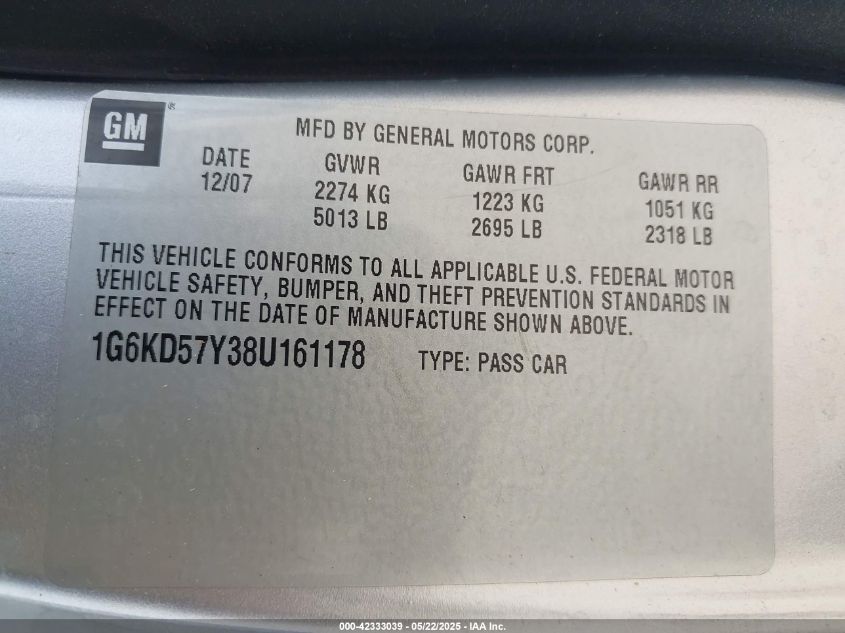 GM®
MFD BY GENERAL MOTORS CORP.
DATE GVWR GAWR FRT GAWR RR
12/07 2274 KG 1223 KG 1051 KG
5013 LB 2695 LB 2318 LB
THIS VEHICLE CONFORMS TO ALL APPLICABLE U.S. FEDERAL MOTOR
VEHICLE SAFETY, BUMPER, AND THEFT PREVENTION STANDARDS IN
EFFECT ON THE DATE OF MANUFACTURE SHOWN ABOVE.
1G6KD57Y38U161178 TYPE: PASS CAR
000-42333039 - 05/22/2025 - IAA Inc.